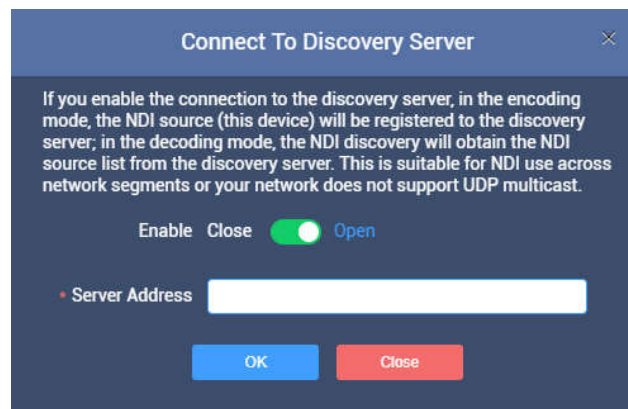 Connect To Discovery Server
If you enable the connection to the discovery server, in the encoding
mode, the NDI source (this device) will be registered to the discovery
server; in the decoding mode, the NDI discovery will obtain the NDI
source list from the discovery server. This is suitable for NDI use across
network segments or your network does not support UDP multicast.
Enable Close Open
• Server Address
OK Close